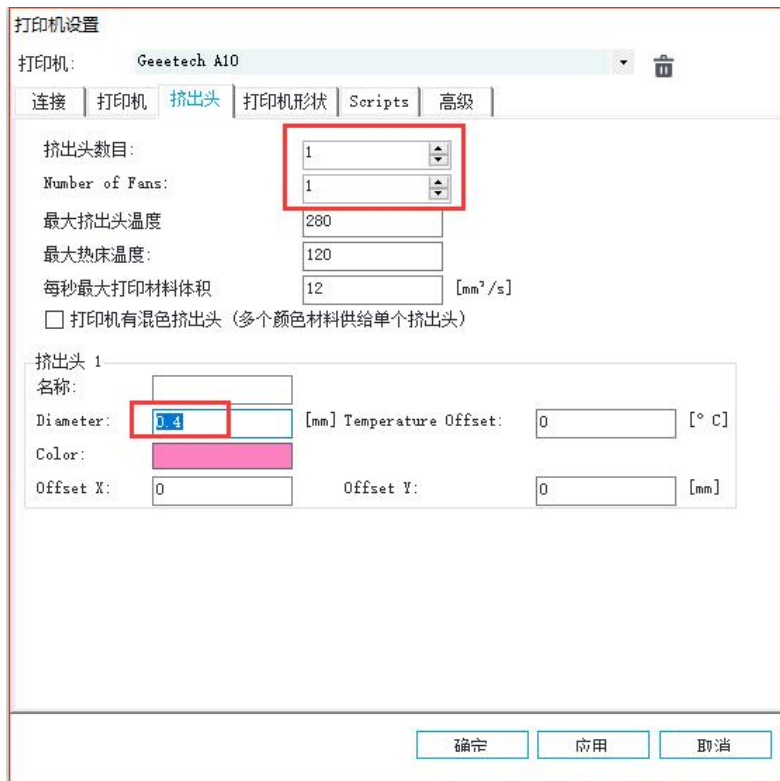 打印机设置
打印机: Geeetech A10
连接 打印机 挤出头 打印机形状 Scripts 高级
挤出头数目: 1
Number of Fans: 1
最大挤出头温度 280
最大热床温度: 120
每秒最大打印材料体积 12 [mm³/s]
打印机有混色挤出头 (多个颜色材料供给单个挤出头)
挤出头 1
名称:
Diameter: 0.4 [mm] Temperature Offset: 0 [° C]
Color:
Offset X: 0 Offset Y: 0 [mm]
确定 应用 取消